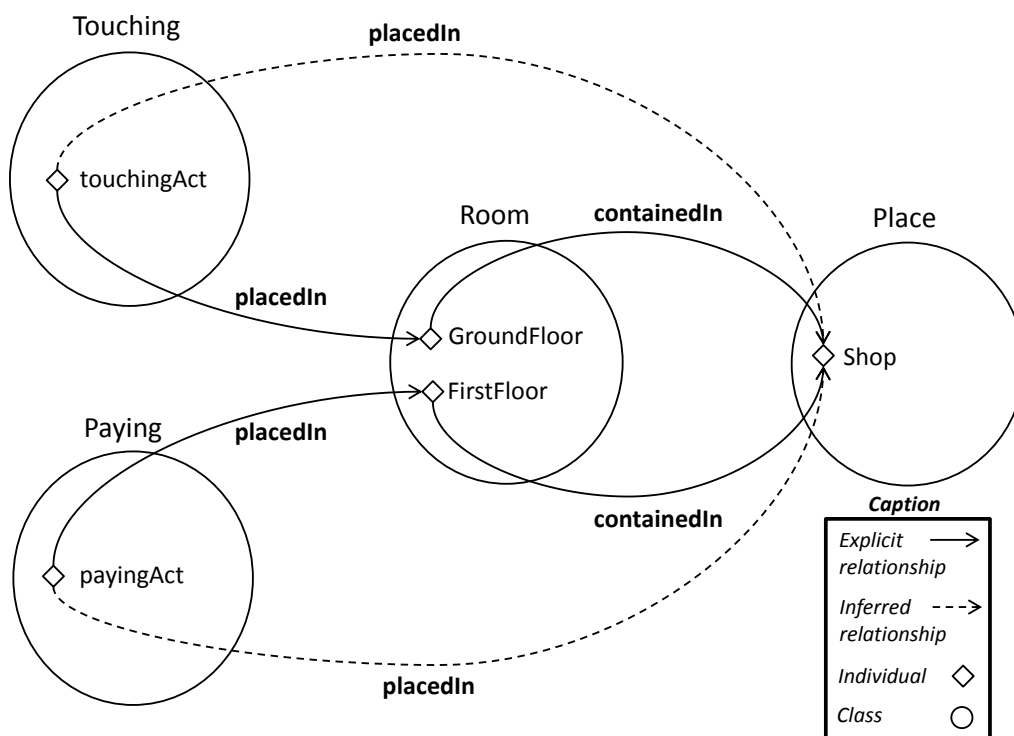 Touching
placedIn
touchingAct
Room
containedIn
Place
placedIn
GroundFloor
Shop
FirstFloor
Paying
placedIn
containedIn
payingAct
placedIn
Caption
Explicit
relationship
Inferred
relationship
Individual
Class